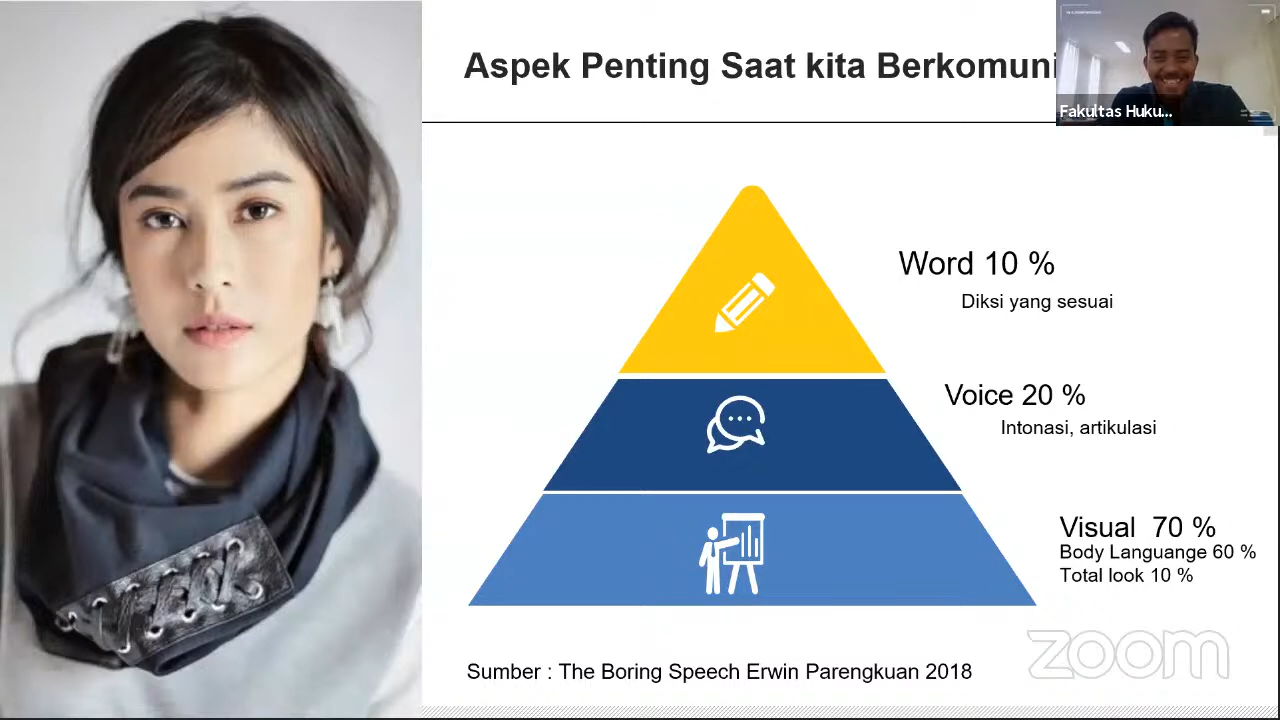 Aspek Penting Saat kita Berkomuni
Fakultas Huku...
Word 10 %
Diksi yang sesuai
Voice 20 %
Intonasi, artikulasi
Visual 70 %
Body Languange 60 %
Total look 10 %
Sumber : The Boring Speech Erwin Parengkuan 2018
zoom